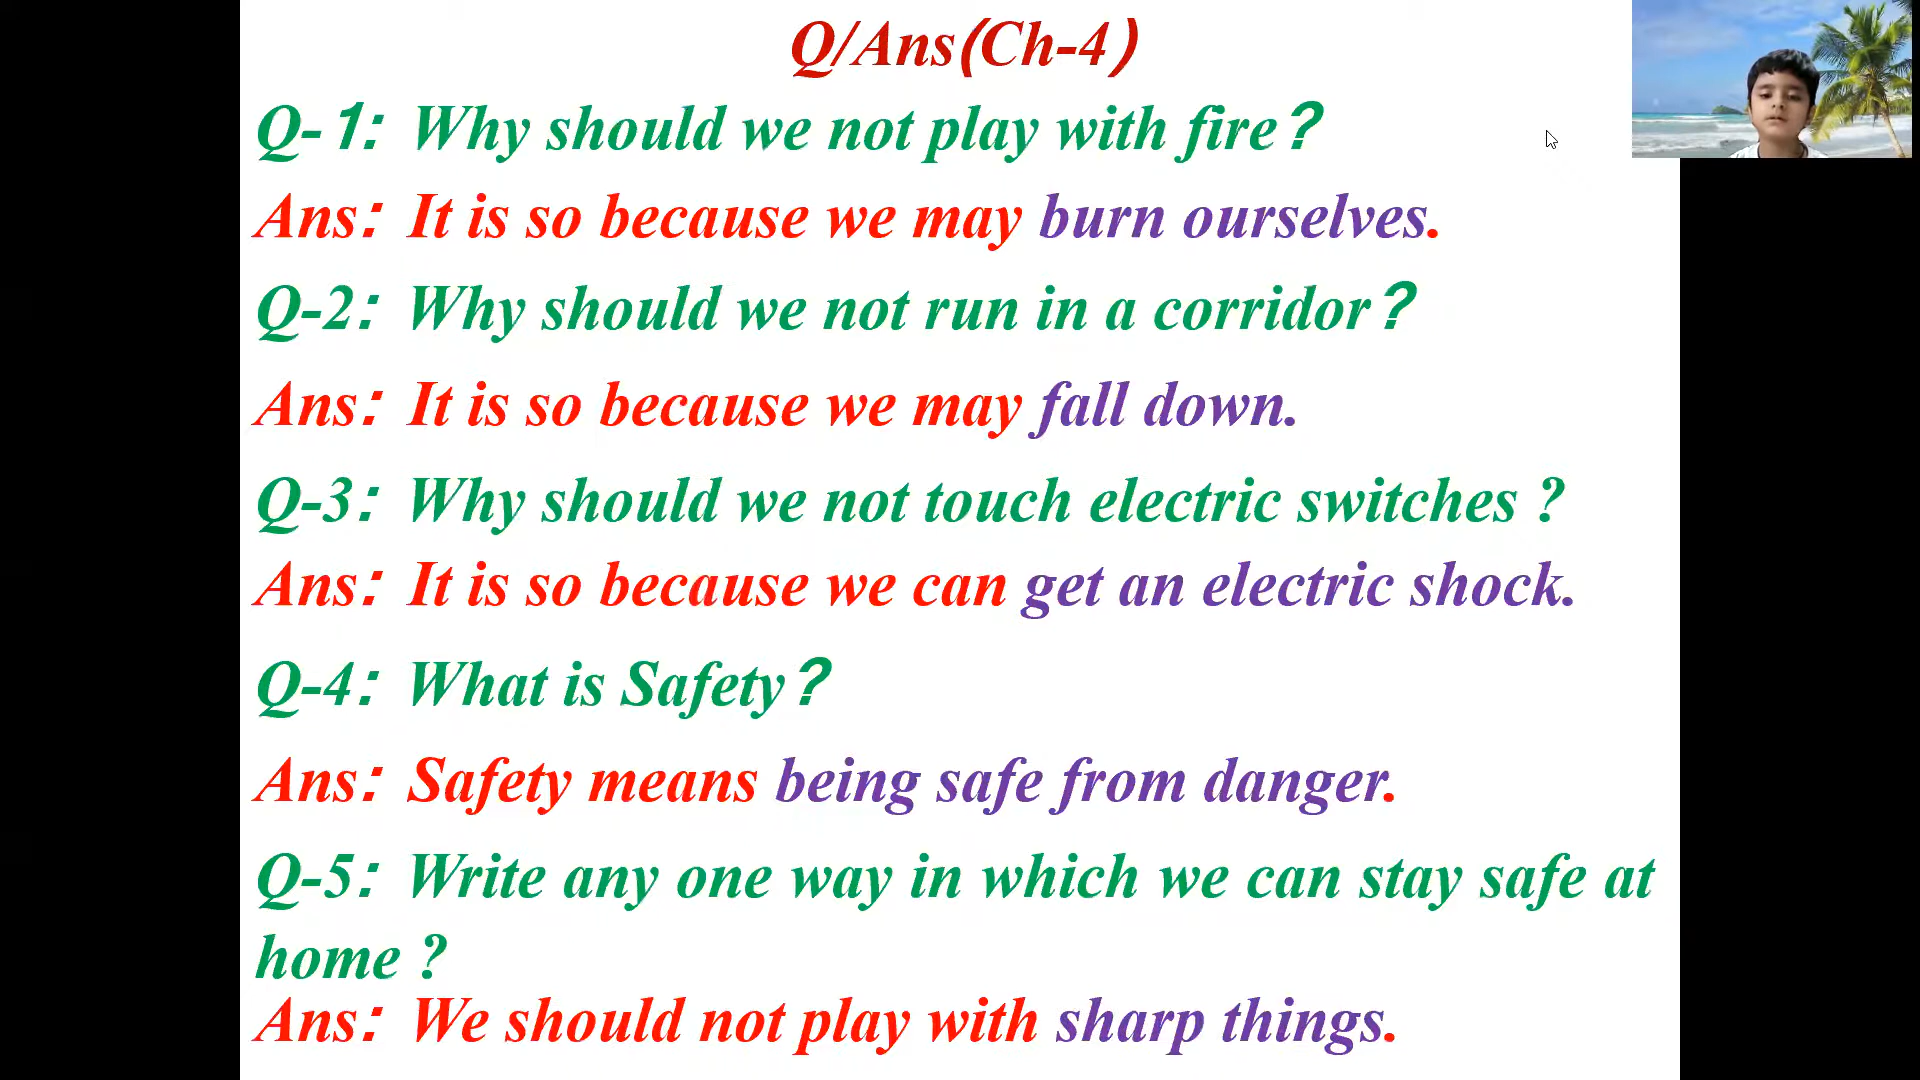 Q/Ans(Ch-4)
Q-1: Why should we not play with fire?
Ans: It is so because we may burn ourselves.
Q-2: Why should we not run in a corridor?
Ans: It is so because we may fall down.
Q-3: Why should we not touch electric switches ?
Ans: It is so because we can get an electric shock.
Q-4: What is Safety?
Ans: Safety means being safe from danger.
Q-5: Write any one way in which we can stay safe at
home ?
Ans: We should not play with sharp things.